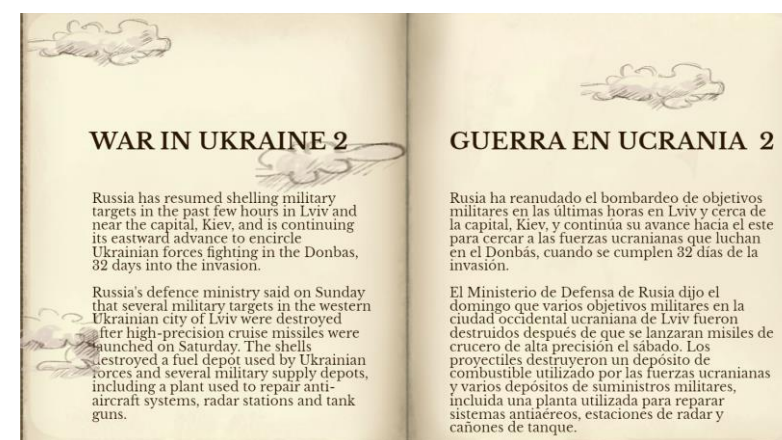 WAR IN UKRAINE 2
Russia has resumed shelling military
targets in the past few hours in Lviv and
near the capital, Kiev, and is continuing
its eastward advance to encircle
Ukrainian forces fighting in the Donbas,
32 days into the invasion.
Russia's defence ministry said on Sunday
that several military targets in the western
Ukrainian city of Lviv were destroyed
after high-precision cruise missiles were
launched on Saturday. The shells
destroyed a fuel depot used by Ukrainian
forces and several military supply depots,
including a plant used to repair anti-
aircraft systems, radar stations and tank
guns.
GUERRA EN UCRANIA 2
Rusia ha reanudado el bombardeo de objetivos
militares en las últimas horas en Lviv y cerca de
la capital, Kiev, y continúa su avance hacia el este
para cercar a las fuerzas ucranianas que luchan
en el Donbás, cuando se cumplen 32 días de la
invasión.
El Ministerio de Defensa de Rusia dijo el
domingo que varios objetivos militares en la
ciudad occidental ucraniana de Lviv fueron
destruidos después de que se lanzaran misiles de
crucero de alta precisión el sábado. Los
proyectiles destruyeron un depósito de
combustible utilizado por las fuerzas ucranianas
y varios depósitos de suministros militares,
incluida una planta utilizada para reparar
sistemas antiaéreos, estaciones de radar y
cañones de tanque.